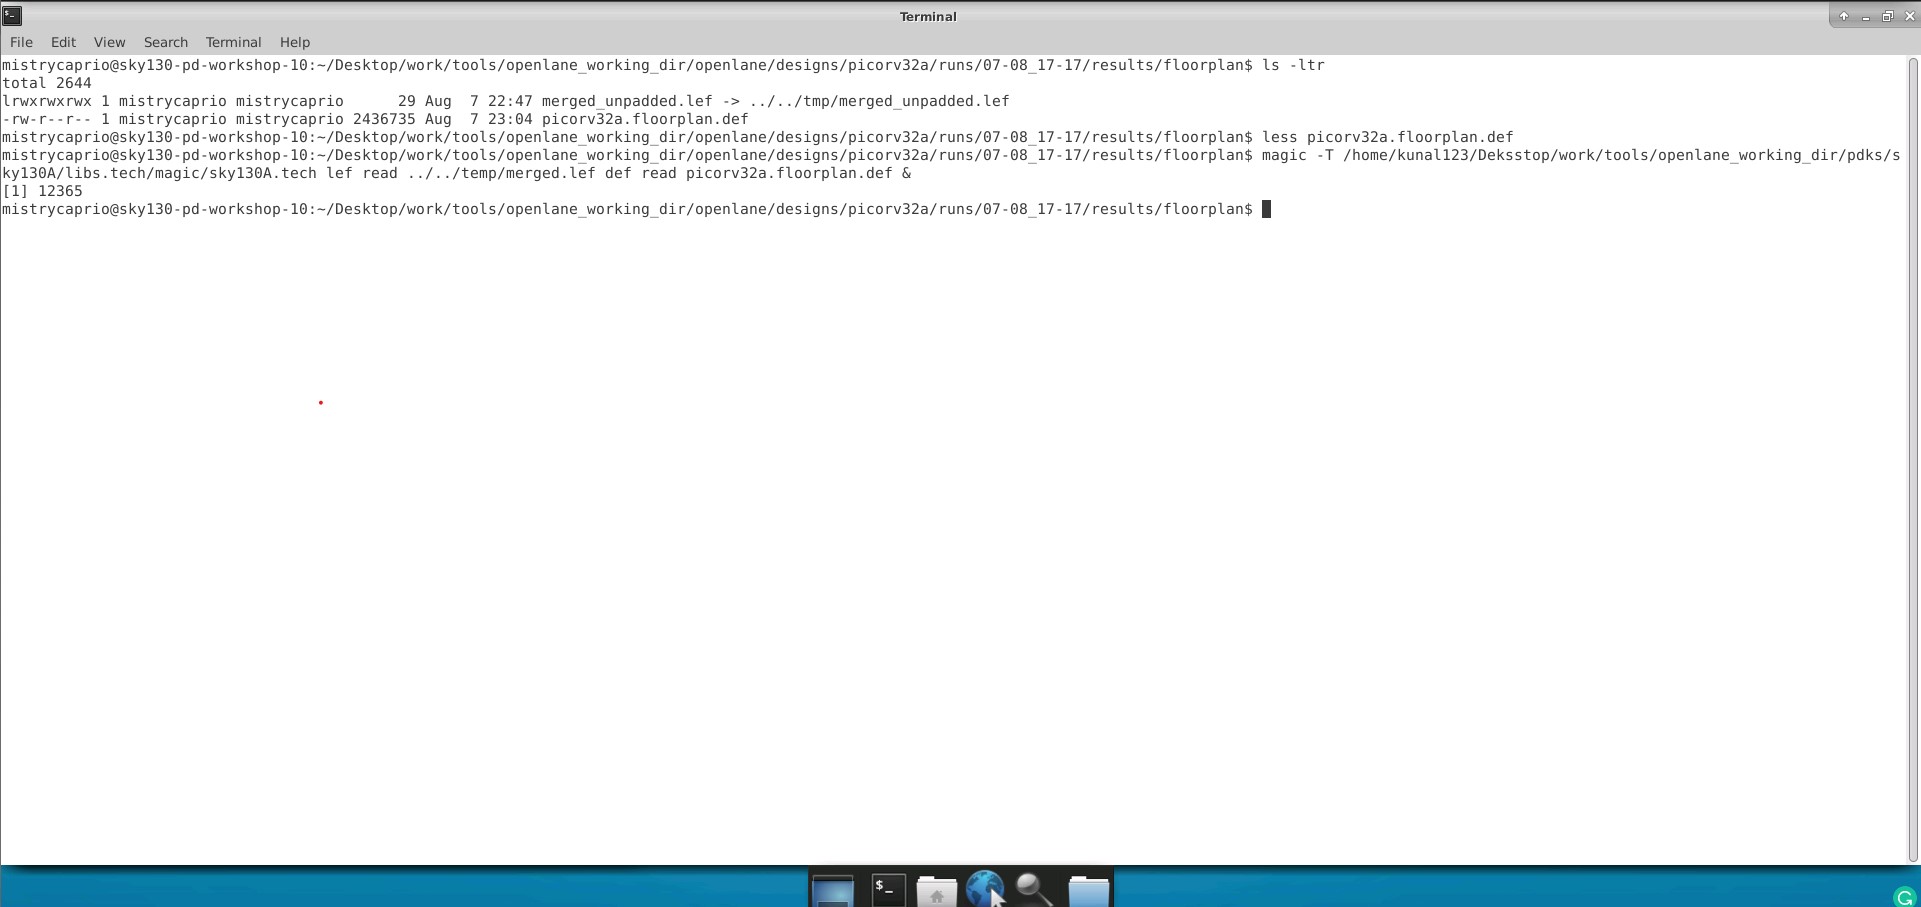 Terminal
File Edit View Search Terminal Help
mistrycaprio@sky130-pd-workshop-10:~/Desktop/work/tools/openlane_working_dir/openlane/designs/picorv32a/runs/07-08_17-17/results/floorplan$ ls -ltr
total 2644
lrwxrwxrwx 1 mistrycaprio mistrycaprio      29 Aug  7 22:47 merged_unpadded.lef -> ../../tmp/merged_unpadded.lef
-rw-r--r-- 1 mistrycaprio mistrycaprio 2436735 Aug  7 23:04 picorv32a.floorplan.def
mistrycaprio@sky130-pd-workshop-10:~/Desktop/work/tools/openlane_working_dir/openlane/designs/picorv32a/runs/07-08_17-17/results/floorplan$ less picorv32a.floorplan.def
mistrycaprio@sky130-pd-workshop-10:~/Desktop/work/tools/openlane_working_dir/openlane/designs/picorv32a/runs/07-08_17-17/results/floorplan$ magic -T /home/kunal123/Deksstop/work/tools/openlane_working_dir/pdks/s
ky130A/libs.tech/magic/sky130A.tech lef read ../../temp/merged.lef def read picorv32a.floorplan.def &
[1] 12365
mistrycaprio@sky130-pd-workshop-10:~/Desktop/work/tools/openlane_working_dir/openlane/designs/picorv32a/runs/07-08_17-17/results/floorplan$